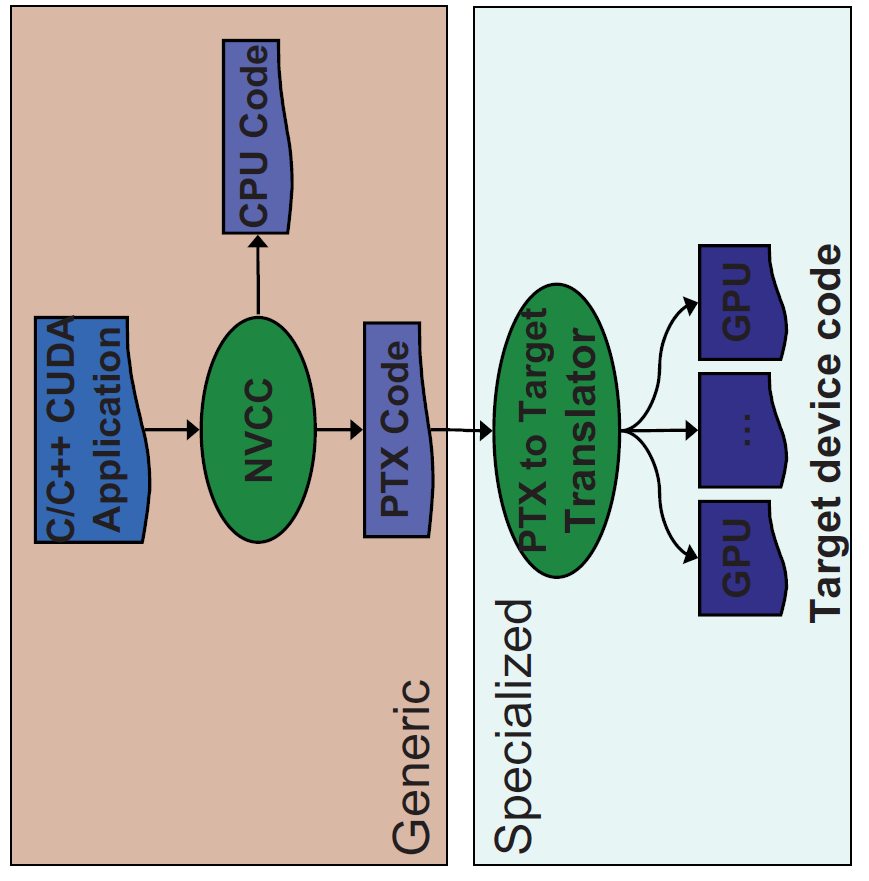 C/C++ CUDA
Application
NVCC
CPU Code
PTX Code
Generic
Specialized
PTX to Target
Translator
GPU
...
GPU
Target device code